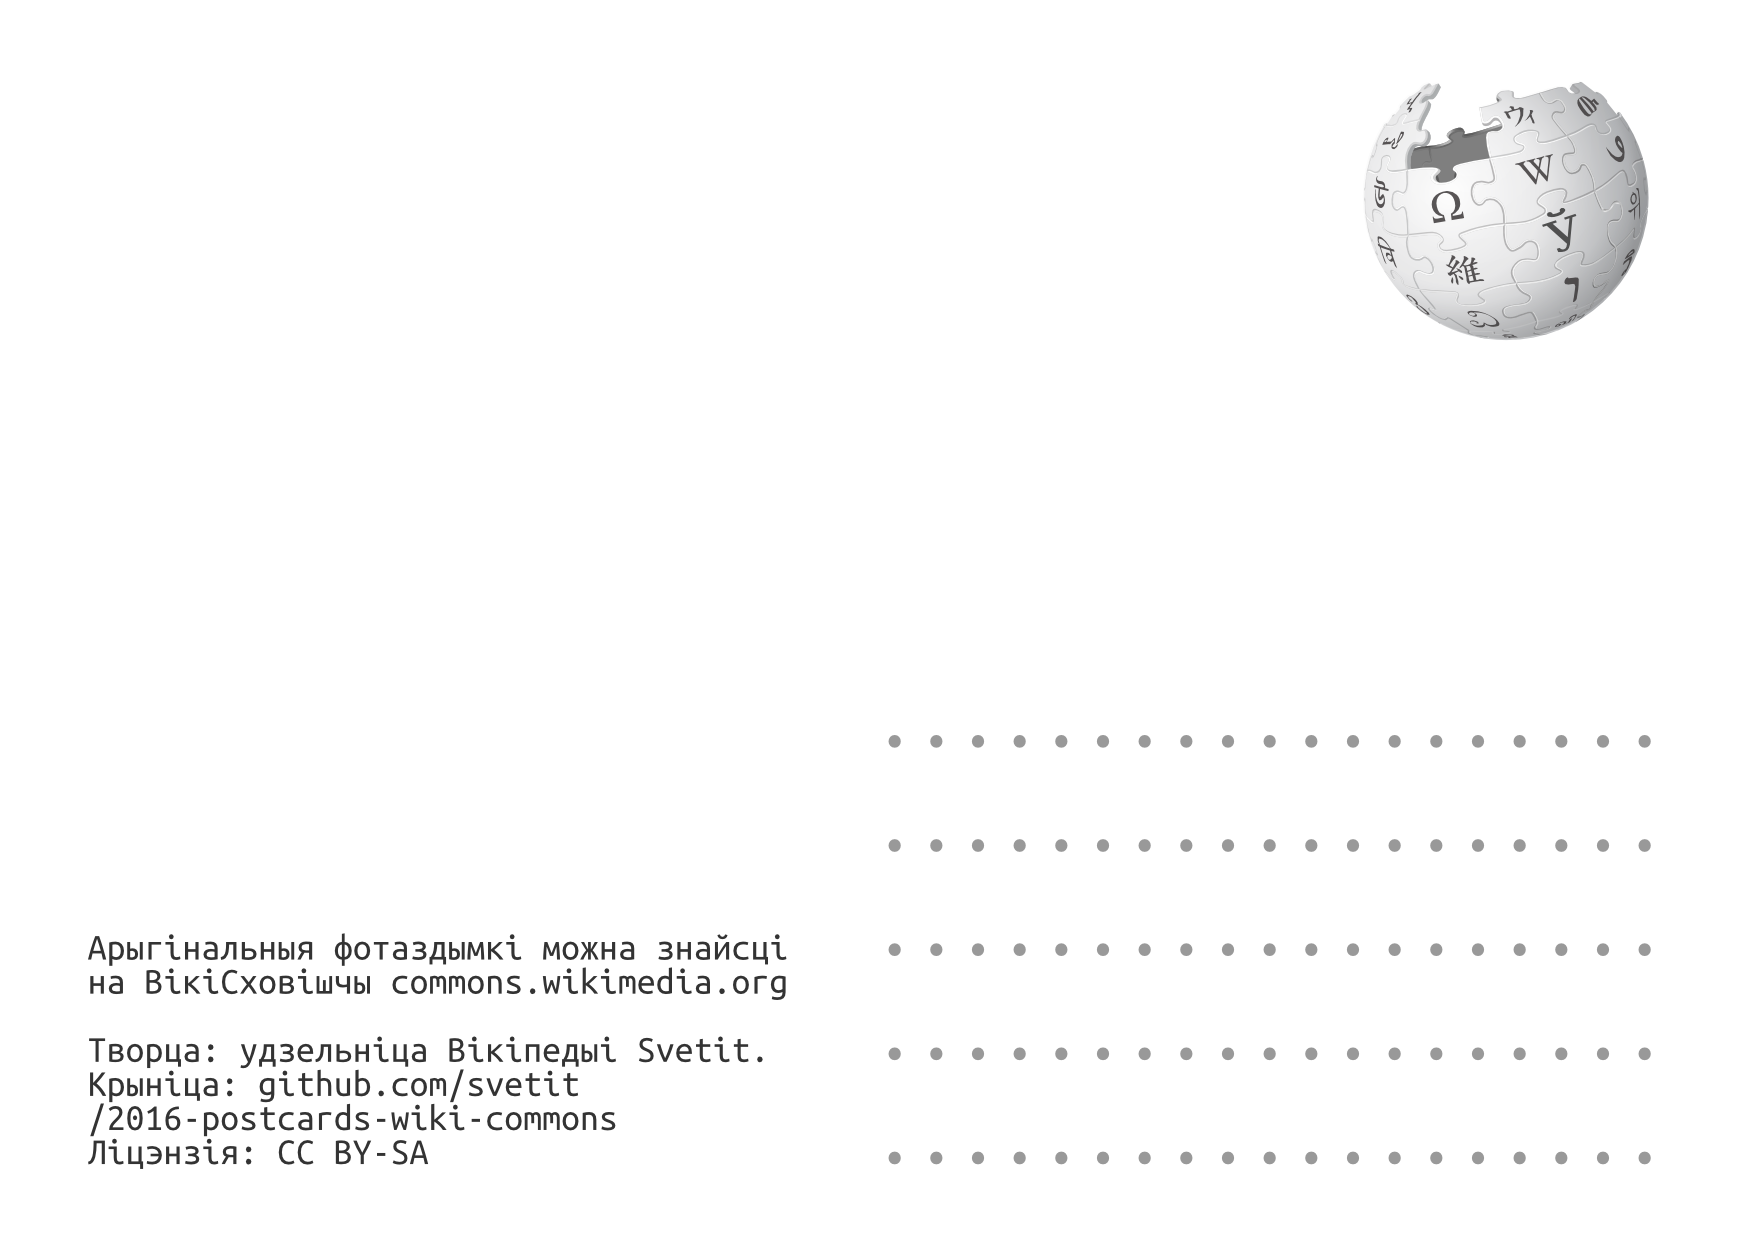 ウィ
W
Ω
Ў
維
Арыгінальныя фотаздымкі можна знайсці
на ВікіСховішчы commons.wikimedia.org
Творца: удзельніца Вікіпедыі Svetit.
Крыніца: github.com/svetit
/2016-postcards-wiki-commons
Ліцэнзія: CC BY-SA